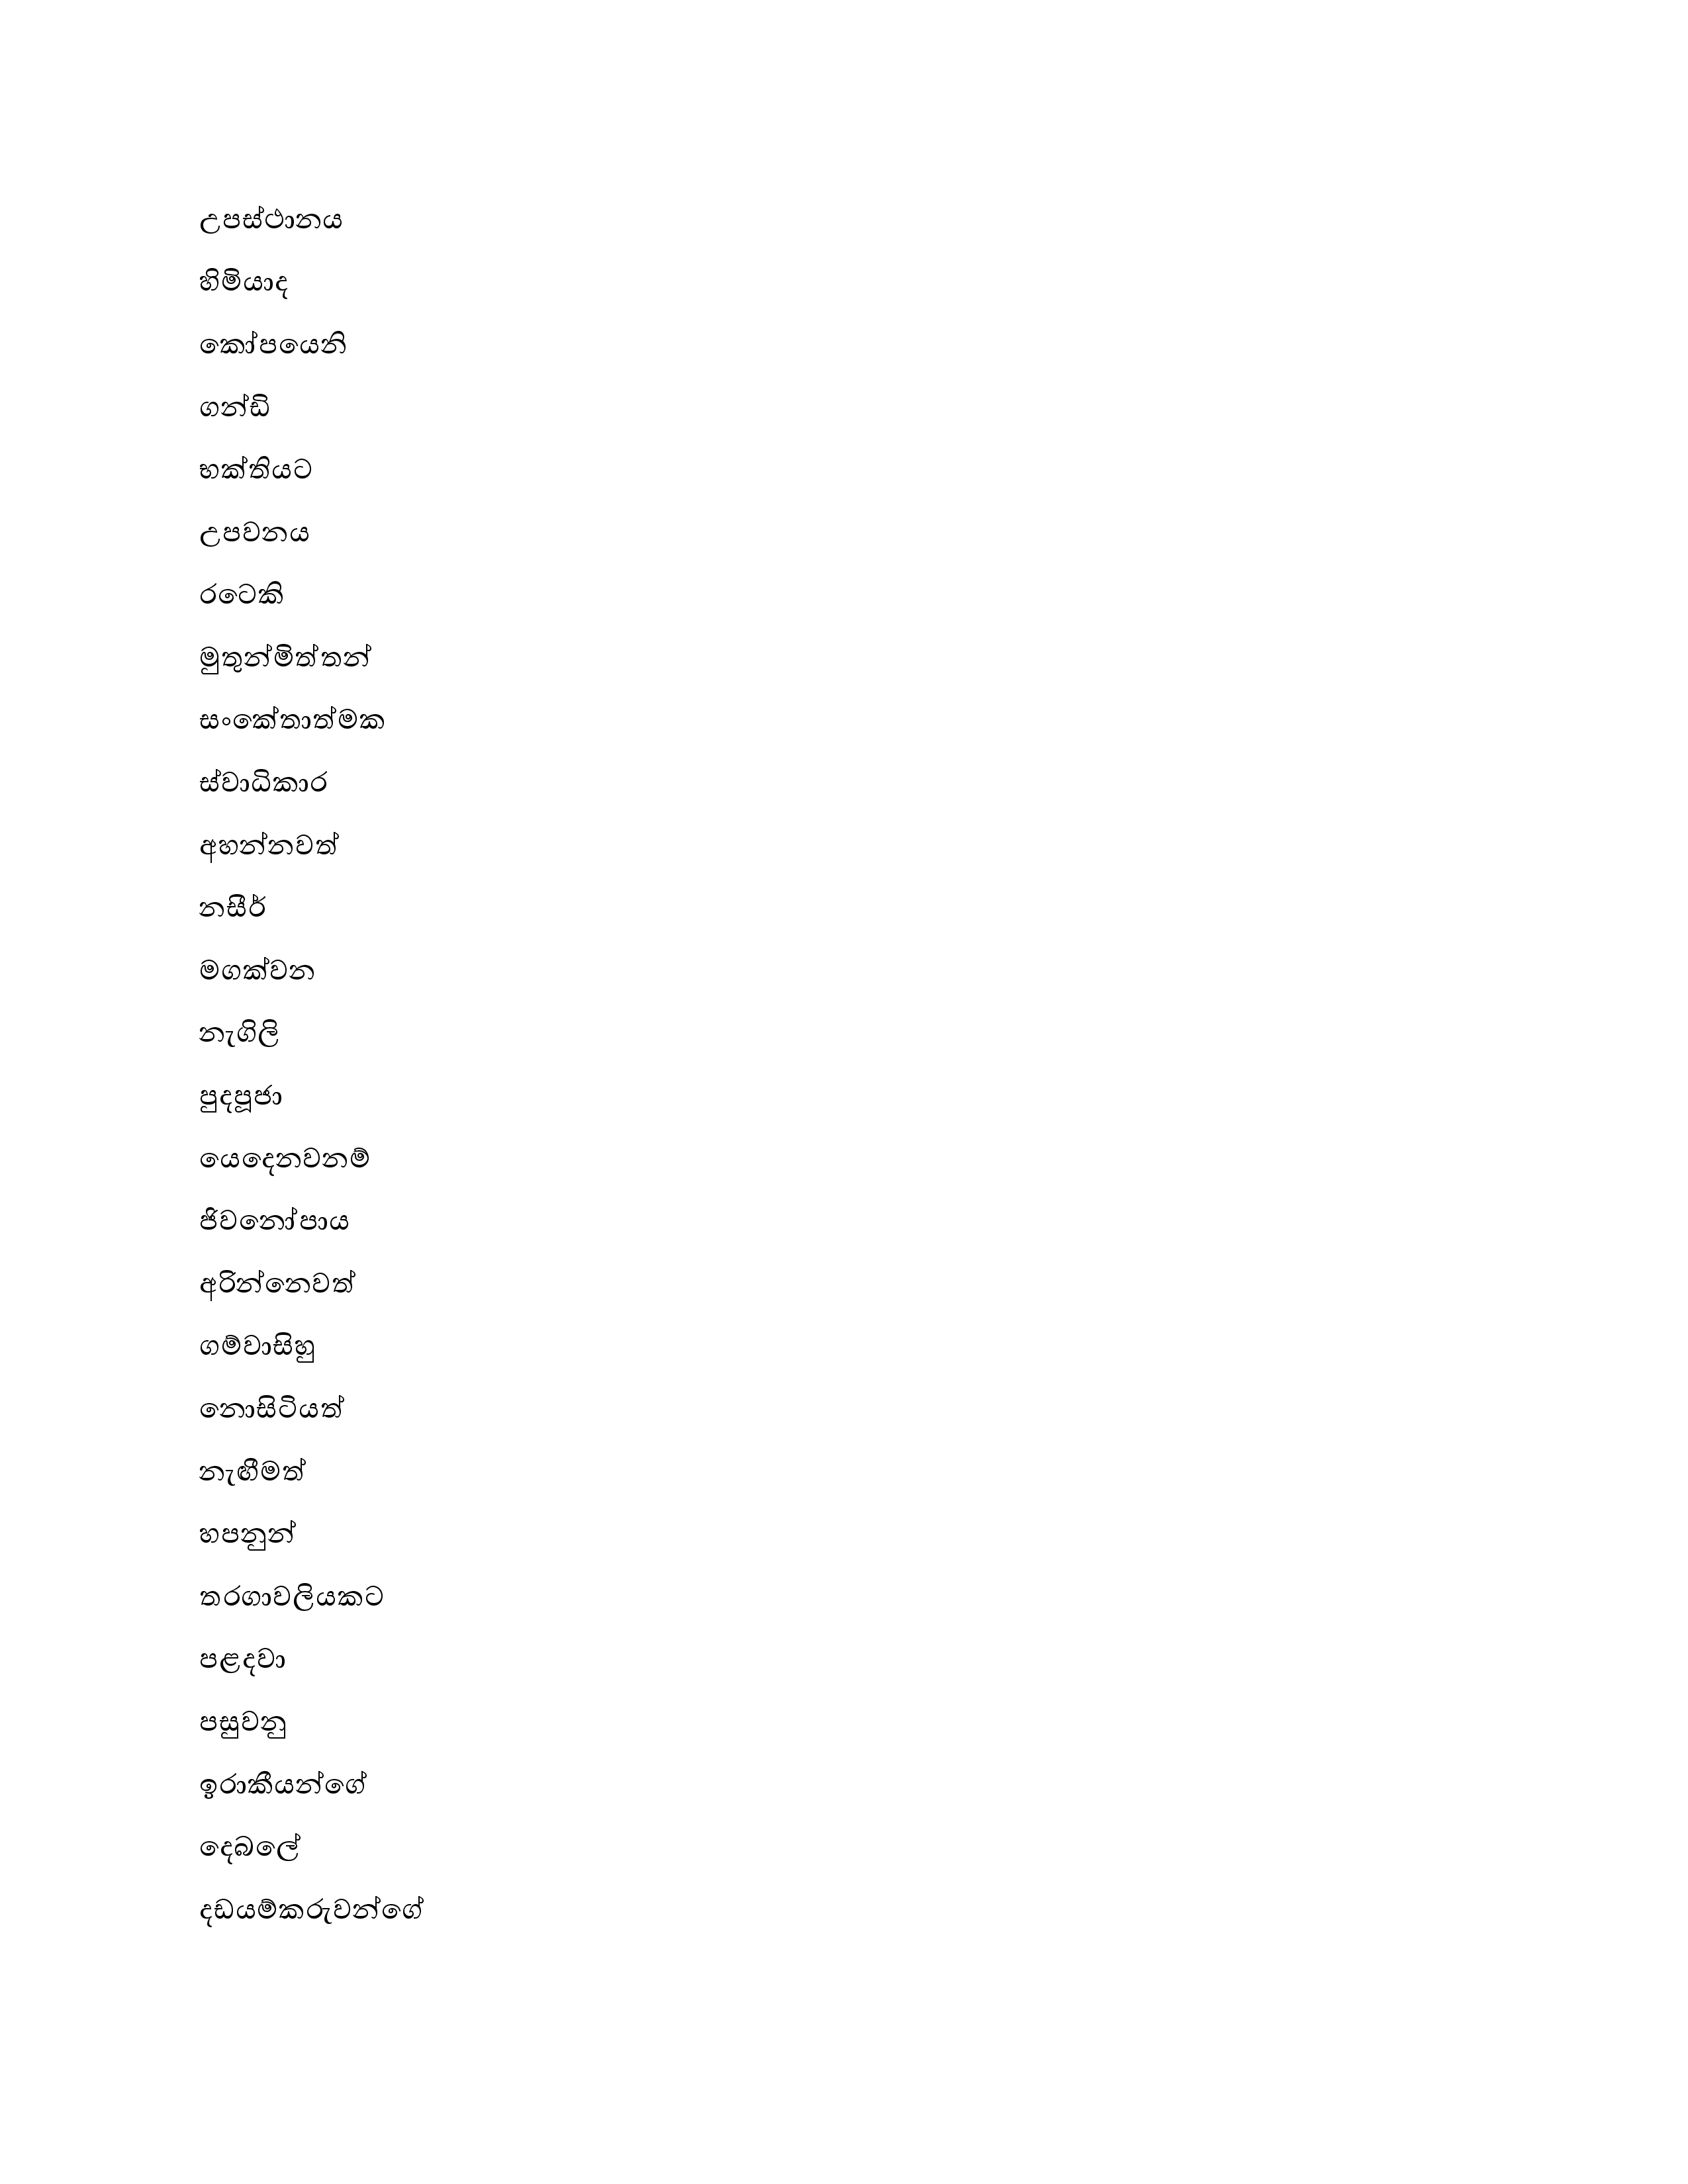 උපස්ථානය
හිමියාද
කෝපයෙනි
ගන්ඩි
භක්තියට
උපවනය
රටෙකි
මුතුන්මිත්තන්
සංකේතාත්මක
ස්වාධිකාර
අහන්නවත්
නසීර්
මගක්වන
නැගිලි
පුදපූජා
යෙදෙනවනම්
ජිවනෝපාය
අරින්නෙවත්
ගම්වාසිහු
නොසිටියත්
නැඟීමත්
හපනුන්
තරගාවලියකට
පළදවා
පසුවනු
ඉරාකීයන්ගේ
දෙබලේ
දඩයම්කරුවන්ගේ